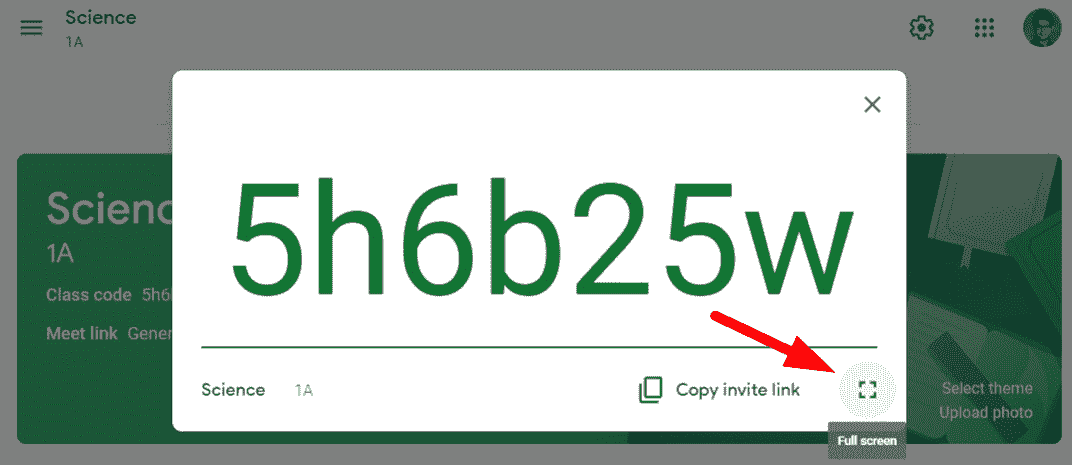 Science
1A
5h6b25w
Scienc
1A
Class code 5h6
Meet link Gener
Science 1A
Copy invite link
Select theme
Upload photo
Full screen